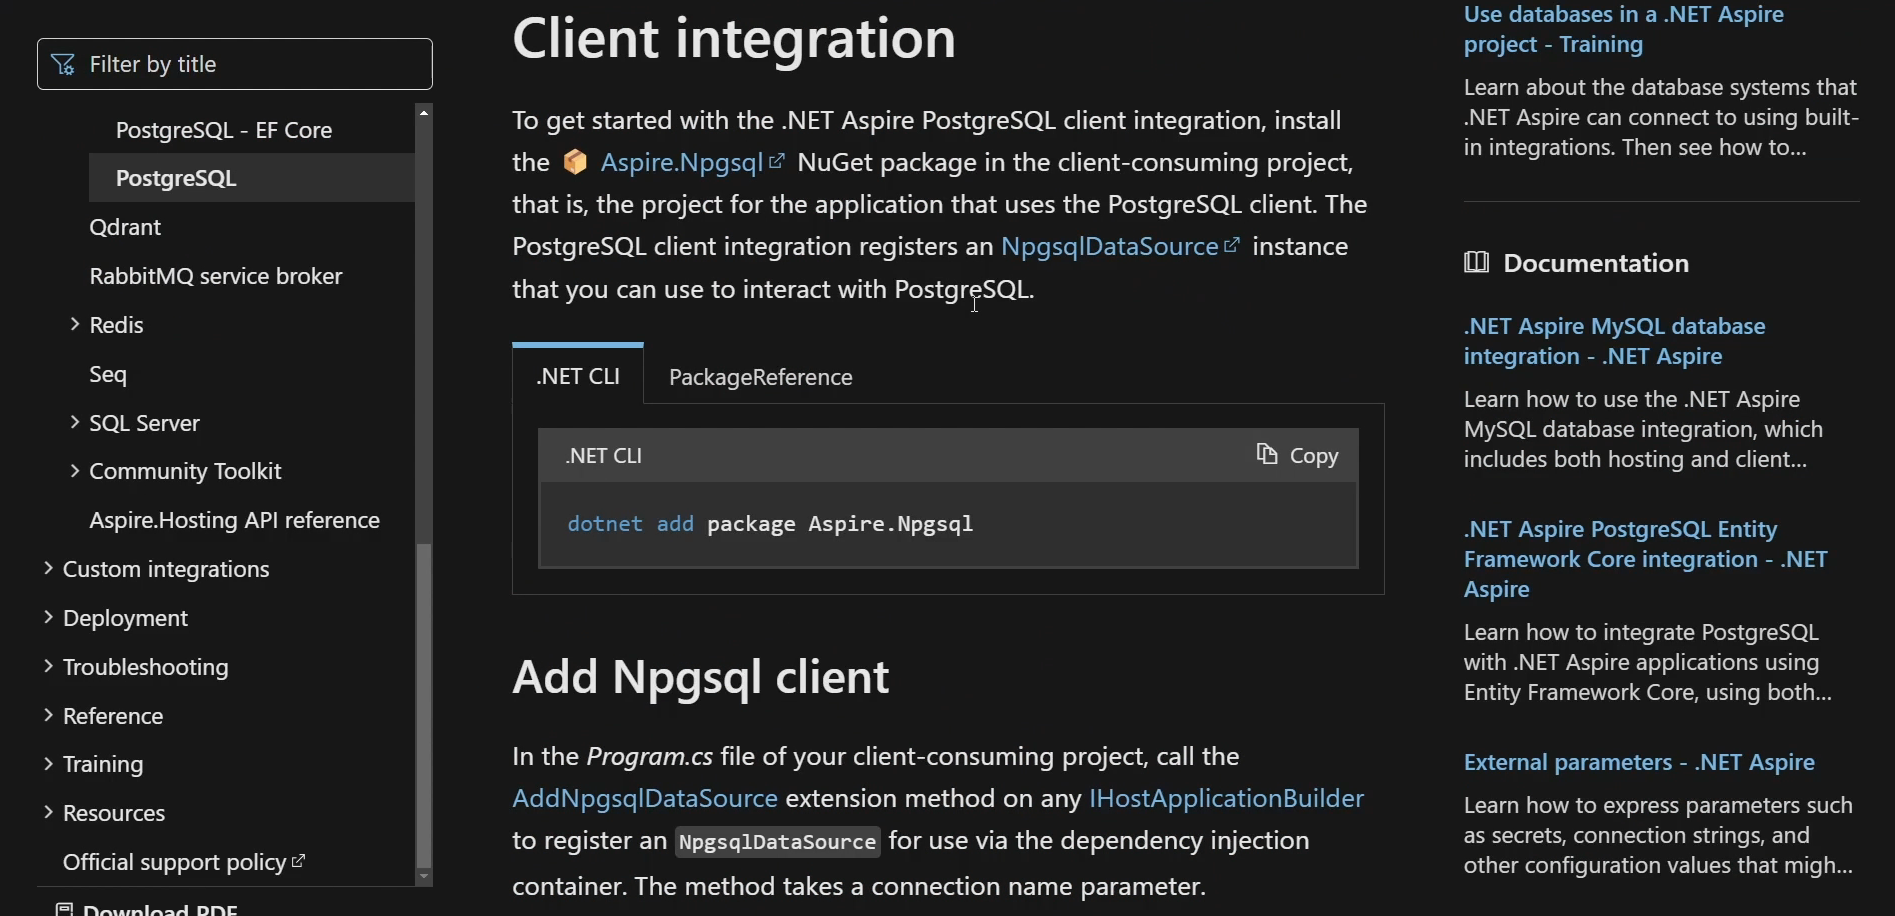 Filter by title
PostgreSQL - EF Core
PostgreSQL
Qdrant
RabbitMQ service broker
Redis
Seq
SQL Server
Community Toolkit
Aspire.Hosting API reference
Custom integrations
Deployment
Troubleshooting
Reference
Training
Resources
Official support policy
Download PDF
Client integration
To get started with the .NET Aspire PostgreSQL client integration, install
the Aspire.Npgsql NuGet package in the client-consuming project,
that is, the project for the application that uses the PostgreSQL client. The
PostgreSQL client integration registers an NpgsqlDataSource instance
that you can use to interact with PostgreSQL.
.NET CLI PackageReference
.NET CLI Copy
dotnet add package Aspire.Npgsql
Add Npgsql client
In the Program.cs file of your client-consuming project, call the
AddNpgsqlDataSource extension method on any IHostApplicationBuilder
to register an NpgsqlDataSource for use via the dependency injection
container. The method takes a connection name parameter.
Use databases in a .NET Aspire
project - Training
Learn about the database systems that
.NET Aspire can connect to using built-
in integrations. Then see how to...
Documentation
.NET Aspire MySQL database
integration - .NET Aspire
Learn how to use the .NET Aspire
MySQL database integration, which
includes both hosting and client...
.NET Aspire PostgreSQL Entity
Framework Core integration - .NET
Aspire
Learn how to integrate PostgreSQL
with .NET Aspire applications using
Entity Framework Core, using both...
External parameters - .NET Aspire
Learn how to express parameters such
as secrets, connection strings, and
other configuration values that migh...